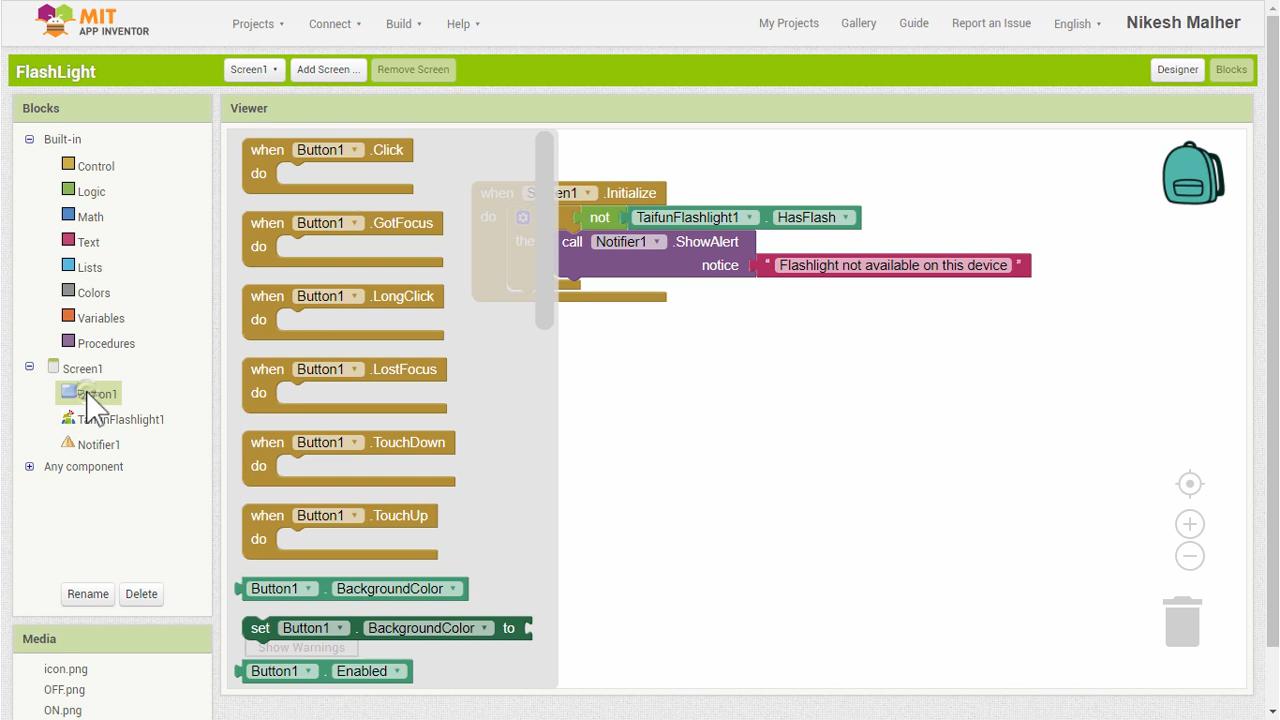 MIT
APP INVENTOR
Projects
Connect
Build
Help
My Projects
Gallery
Guide
Report an Issue
English
Nikesh Malher
FlashLight
Screen1
Add Screen ...
Remove Screen
Designer
Blocks
Blocks
Viewer
Built-in
Control
Logic
Math
Text
Lists
Colors
Variables
Procedures
Screen1
TaifunFlashlight1
Notifier1
Any component
Rename
Delete
Media
icon.png
OFF.png
ON.png
when Button1 .Click
do
when Button1 .GotFocus
do
when Button1 .LongClick
do
when Button1 .LostFocus
do
when Button1 .TouchDown
do
when Button1 .TouchUp
do
Button1 . BackgroundColor
set Button1 . BackgroundColor to
Show Warnings
Button1 . Enabled
when Screen1 .Initialize
do not TaifunFlashlight1 . HasFlash
call Notifier1 .ShowAlert
notice " Flashlight not available on this device "